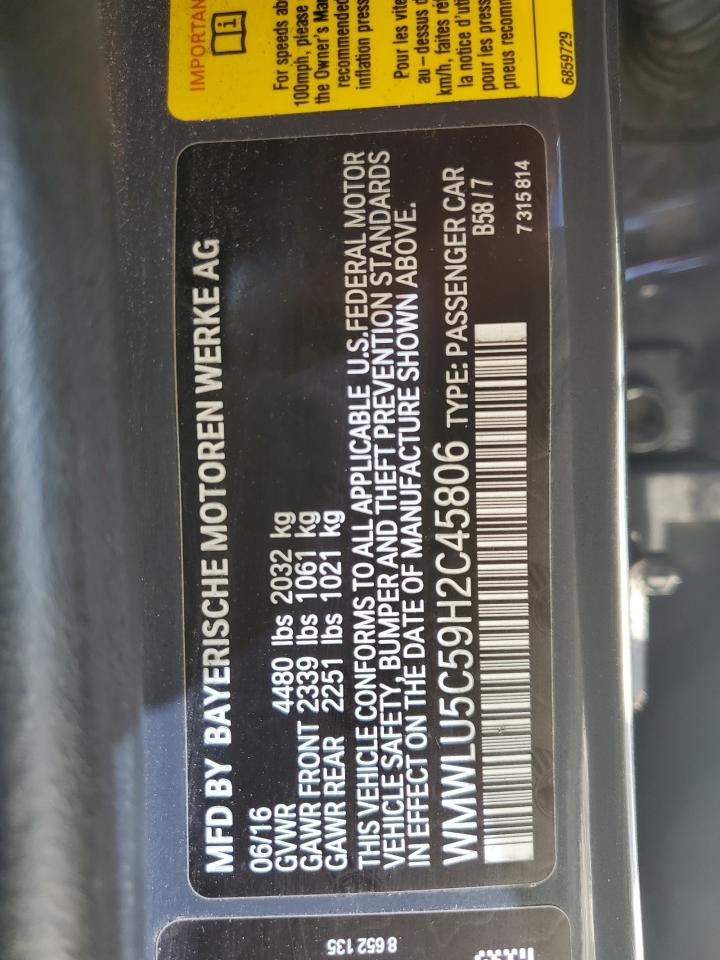 IMPORTAN
i
For speeds ab
100mph, please
the Owner's Ma
recommended
inflation press
Pour les vite
au-dessus d
km/h, faites
la notice d'uti
pour les press
pneus recomm
6859729
MFD BY BAYERISCHE MOTOREN WERKE AG
06/16
GVWR 4480 lbs 2032 kg
GAWR FRONT 2339 lbs 1061 kg
GAWR REAR 2251 lbs 1021 kg
THIS VEHICLE CONFORMS TO ALL APPLICABLE U.S.FEDERAL MOTOR
VEHICLE SAFETY, BUMPER AND THEFT PREVENTION STANDARDS
IN EFFECT ON THE DATE OF MANUFACTURE SHOWN ABOVE.
WMWLU5C59H2C45806 TYPE: PASSENGER CAR
B58 / 7
7 315 814
8 652 135